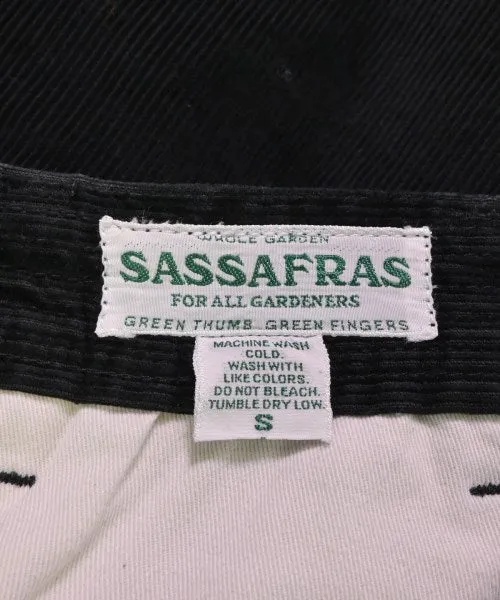 WHOLE GARDEN
SASSAFRAS
FOR ALL GARDENERS
GREEN THUMB, GREEN FINGERS
MACHINE WASH
COLD.
WASH WITH
LIKE COLORS.
DO NOT BLEACH.
TUMBLE DRY LOW.
S